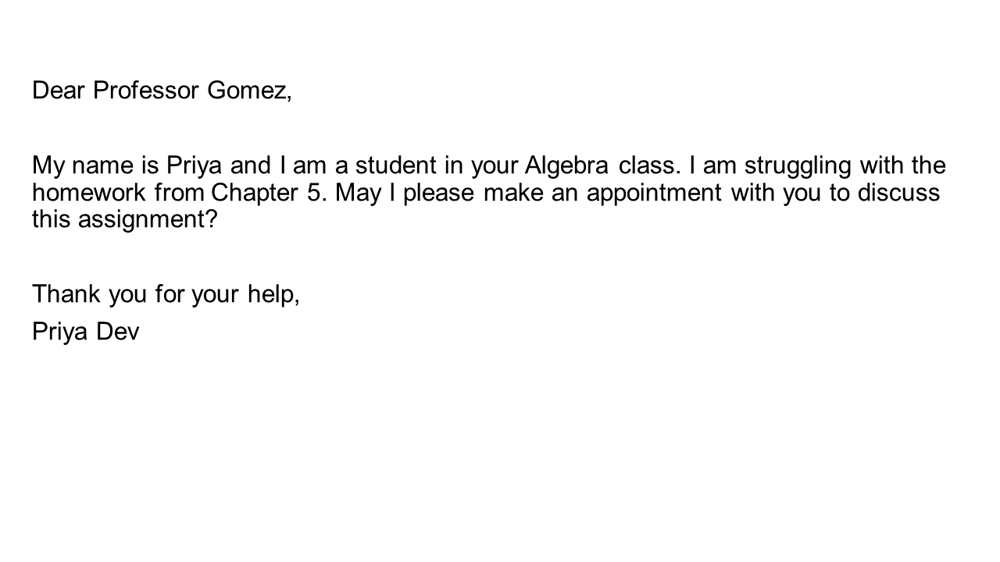 Dear Professor Gomez,
My name is Priya and I am a student in your Algebra class. I am struggling with the
homework from Chapter 5. May I please make an appointment with you to discuss
this assignment?
Thank you for your help,
Priya Dev